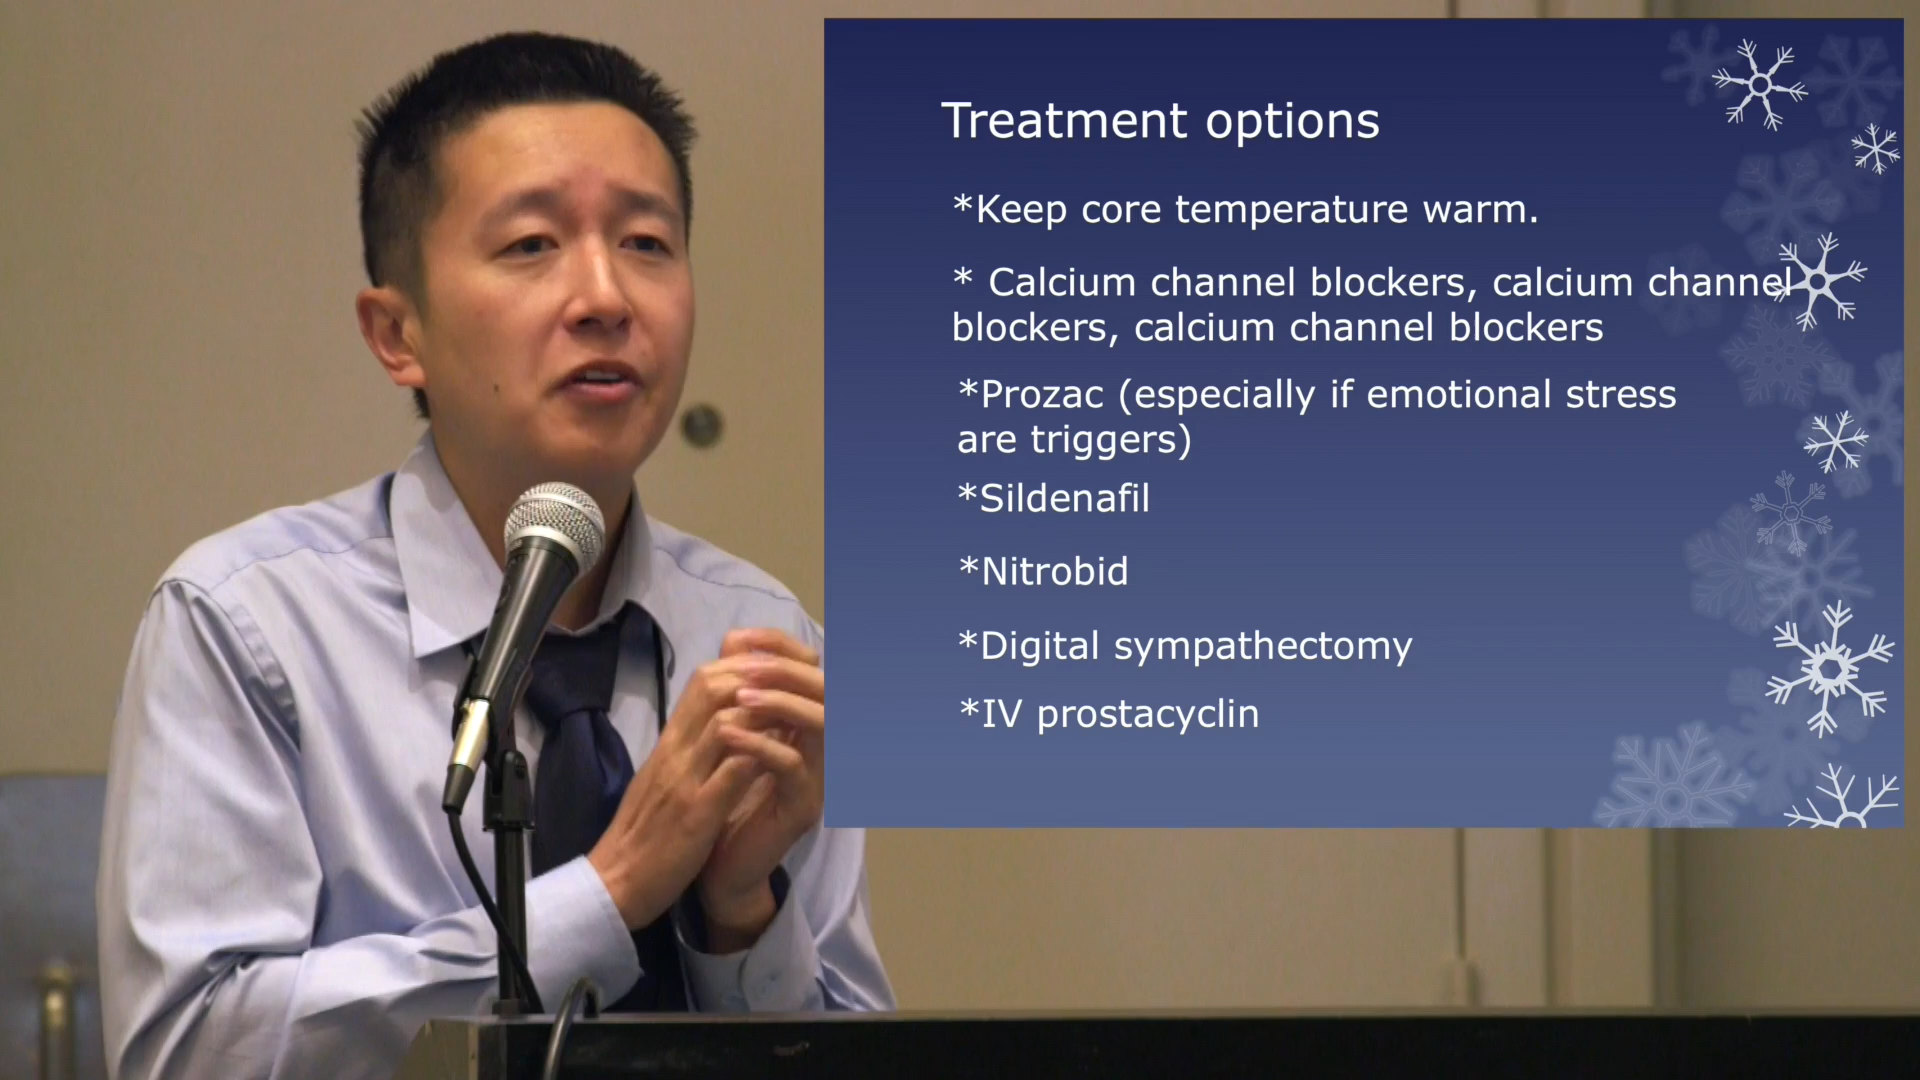 Treatment options
*Keep core temperature warm.
* Calcium channel blockers, calcium channel
blockers, calcium channel blockers
*Prozac (especially if emotional stress
are triggers)
*Sildenafil
*Nitrobid
*Digital sympathectomy
*IV prostacyclin